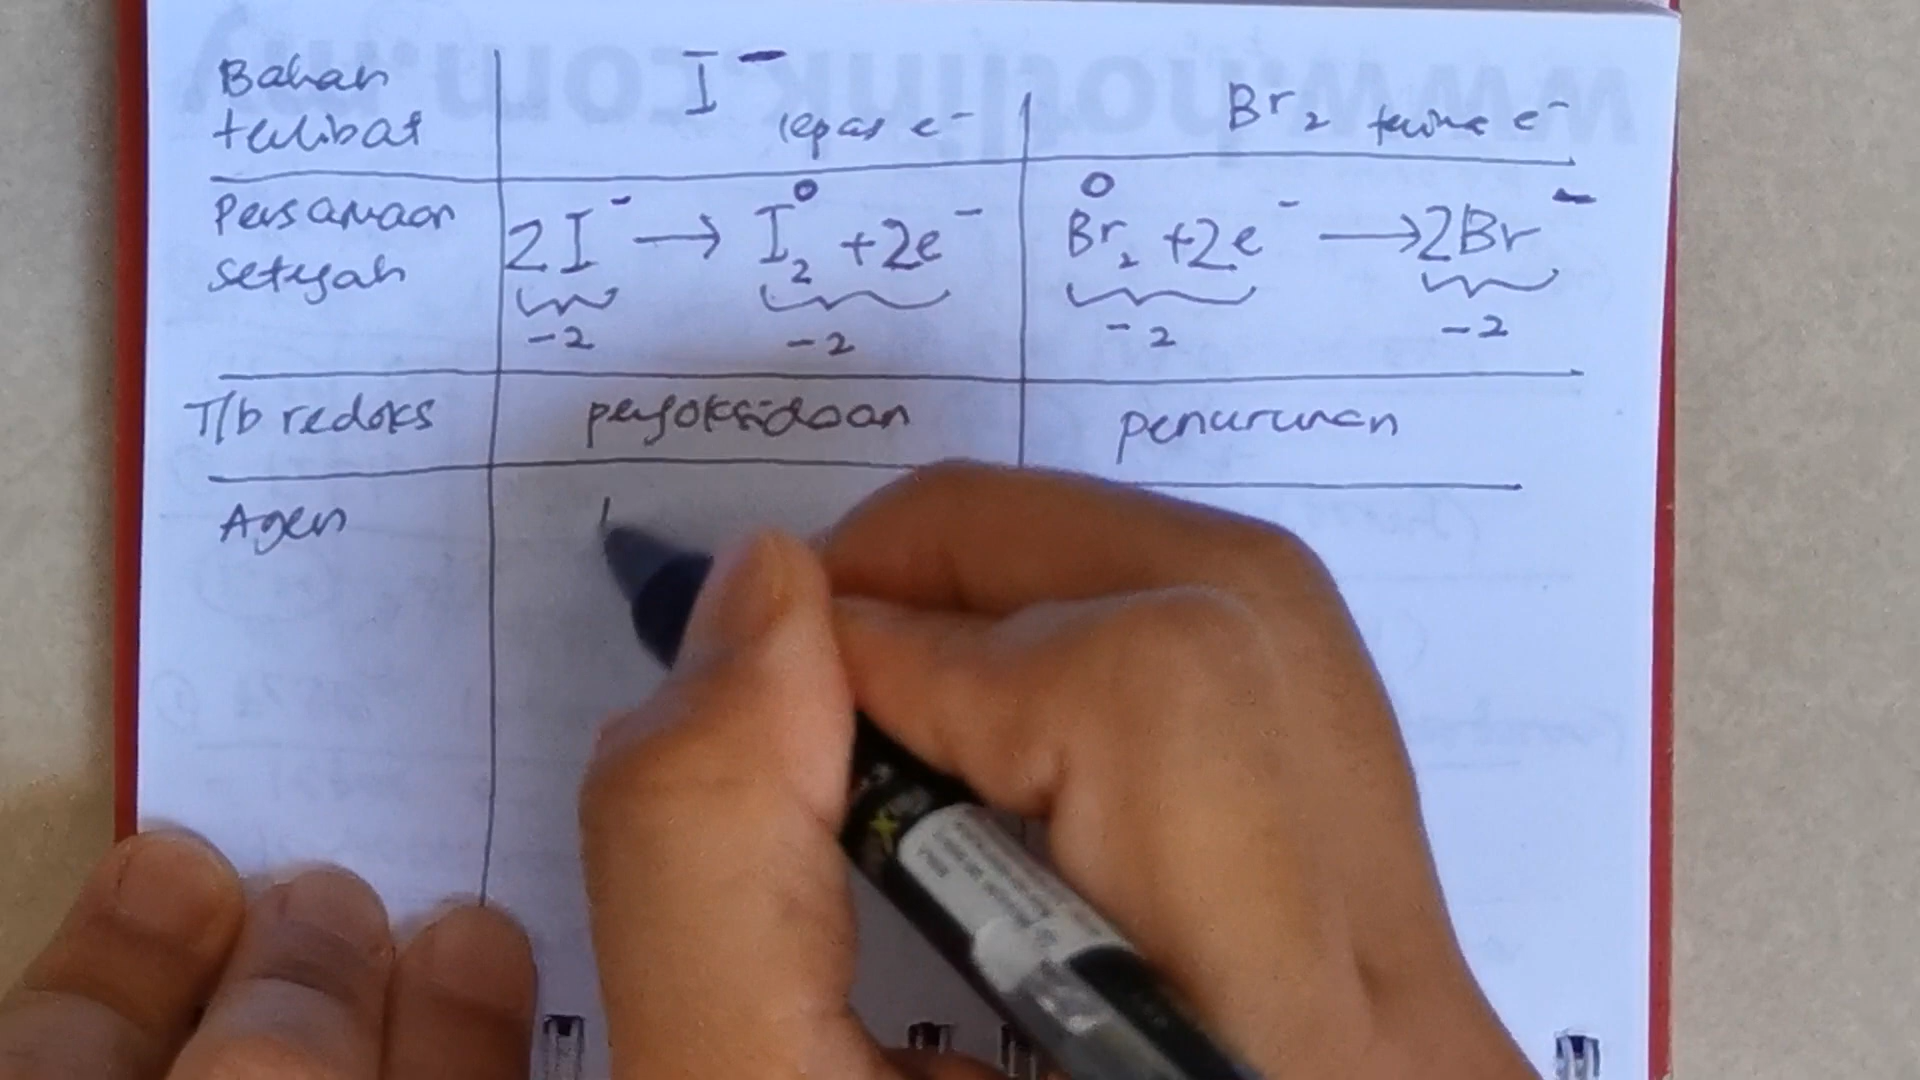 Bahan terlibat
I⁻ lepas e⁻
Br₂ terima e⁻
Persamaan setengah
2I⁻ → I₂⁰ + 2e⁻
-2 -2
Br₂⁰ + 2e⁻ → 2Br⁻
-2 -2
T/b redoks
pengoksidaan
penurunan
Agen